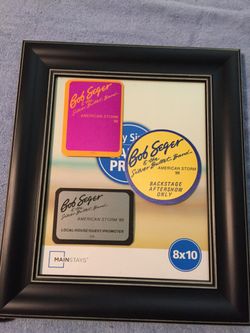 Bob Seger
& the
Silver Bullet Band
AMERICAN STORM
'86
Bob Seger
& the
Silver Bullet Band
AMERICAN STORM
'86
BACKSTAGE
AFTERSHOW
ONLY
Bob Seger
& the
Silver Bullet Band
AMERICAN STORM '86
LOCAL HOUSE/GUEST/PROMOTER
MAINSTAYS
8x10